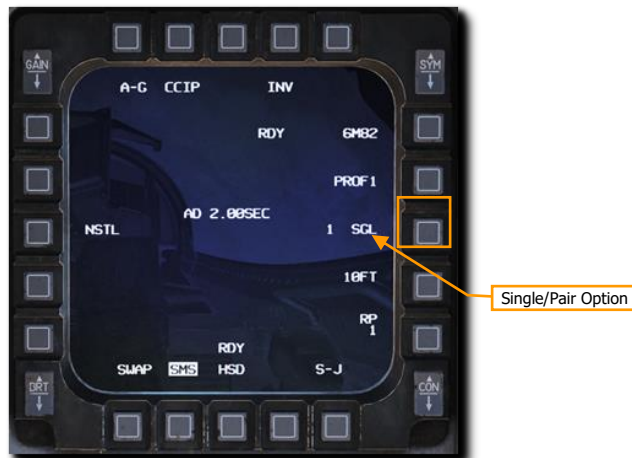 GAIN
SYM
A-G CCIP INV
RDY 6M82
PROF1
AD 2.00SEC
NSTL 1 SGL
10FT
Single/Pair Option
RP
1
RDY
SWAP SMS HSD S-J
BRT
CON